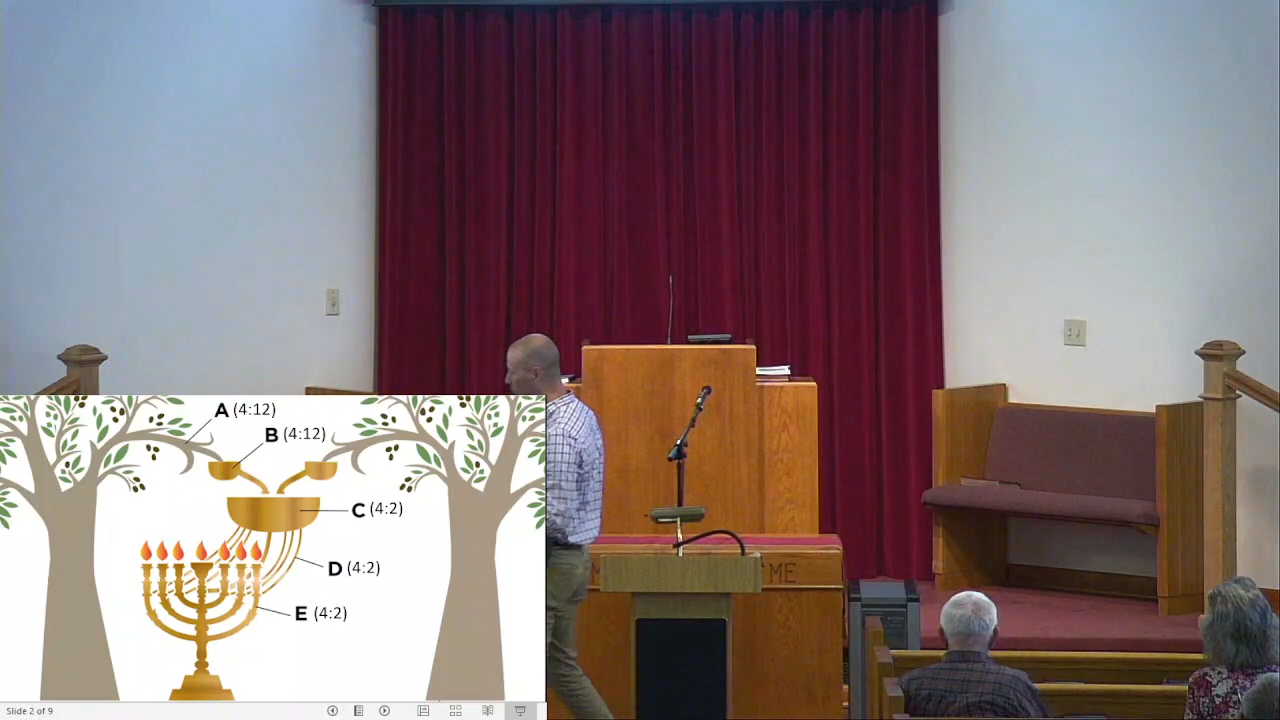 A (4:12)
B (4:12)
C (4:2)
D (4:2)
E (4:2)
Slide 2 of 9
ME